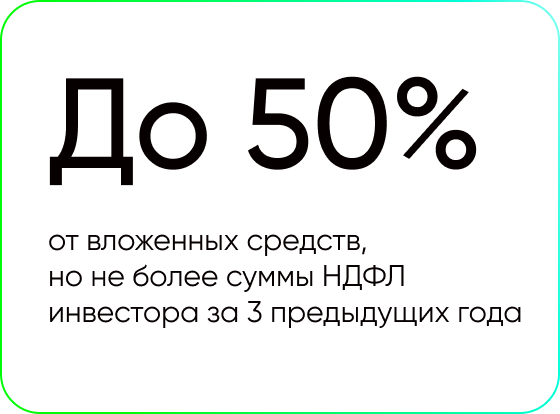 До 50%
от вложенных средств,
но не более суммы НДФЛ
инвестора за 3 предыдущих года